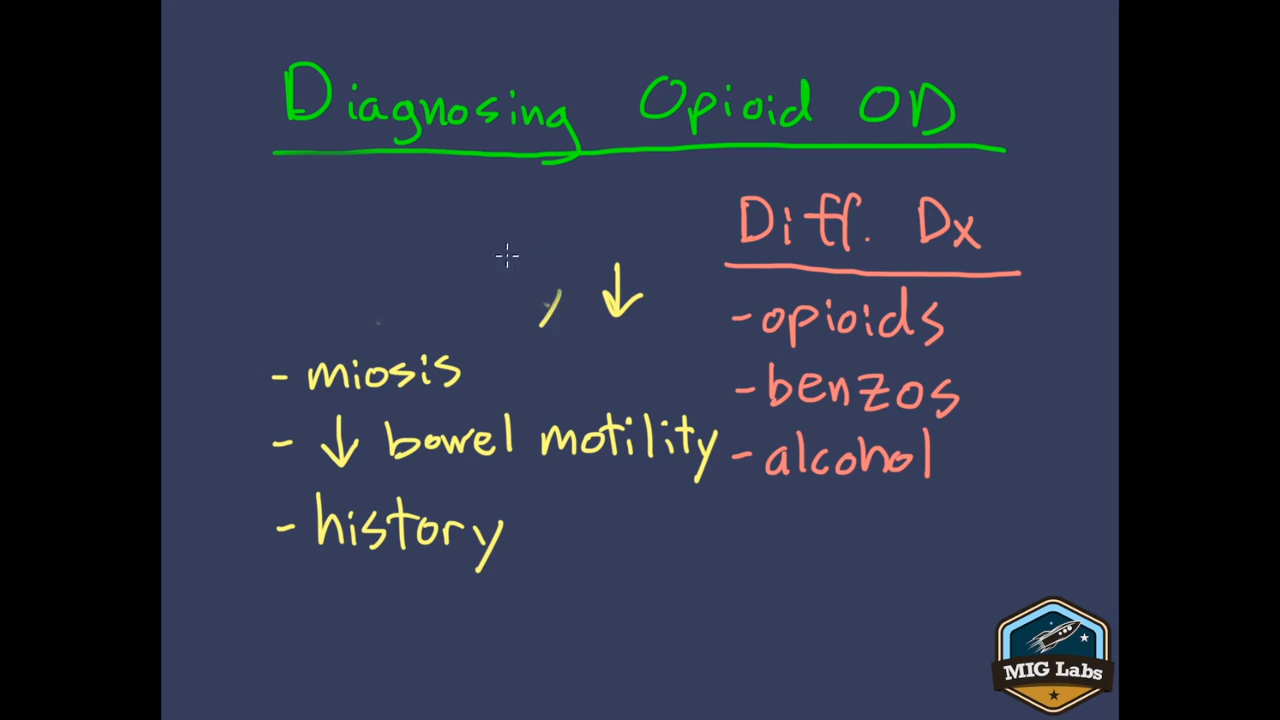 Diagnosing Opioid OD
Diff. Dx
, ↓
- opioids
- miosis
- benzos
- ↓ bowel motility
- alcohol
- history
MIG Labs